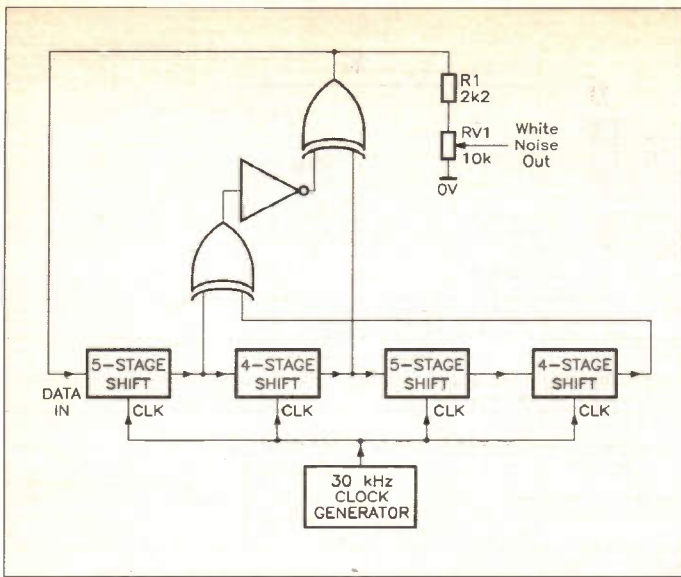 R1
2k2
RV1
10k
White
Noise
Out
0V
5-STAGE
SHIFT
4-STAGE
SHIFT
5-STAGE
SHIFT
4-STAGE
SHIFT
DATA
IN
CLK
CLK
CLK
CLK
30 kHz
CLOCK
GENERATOR